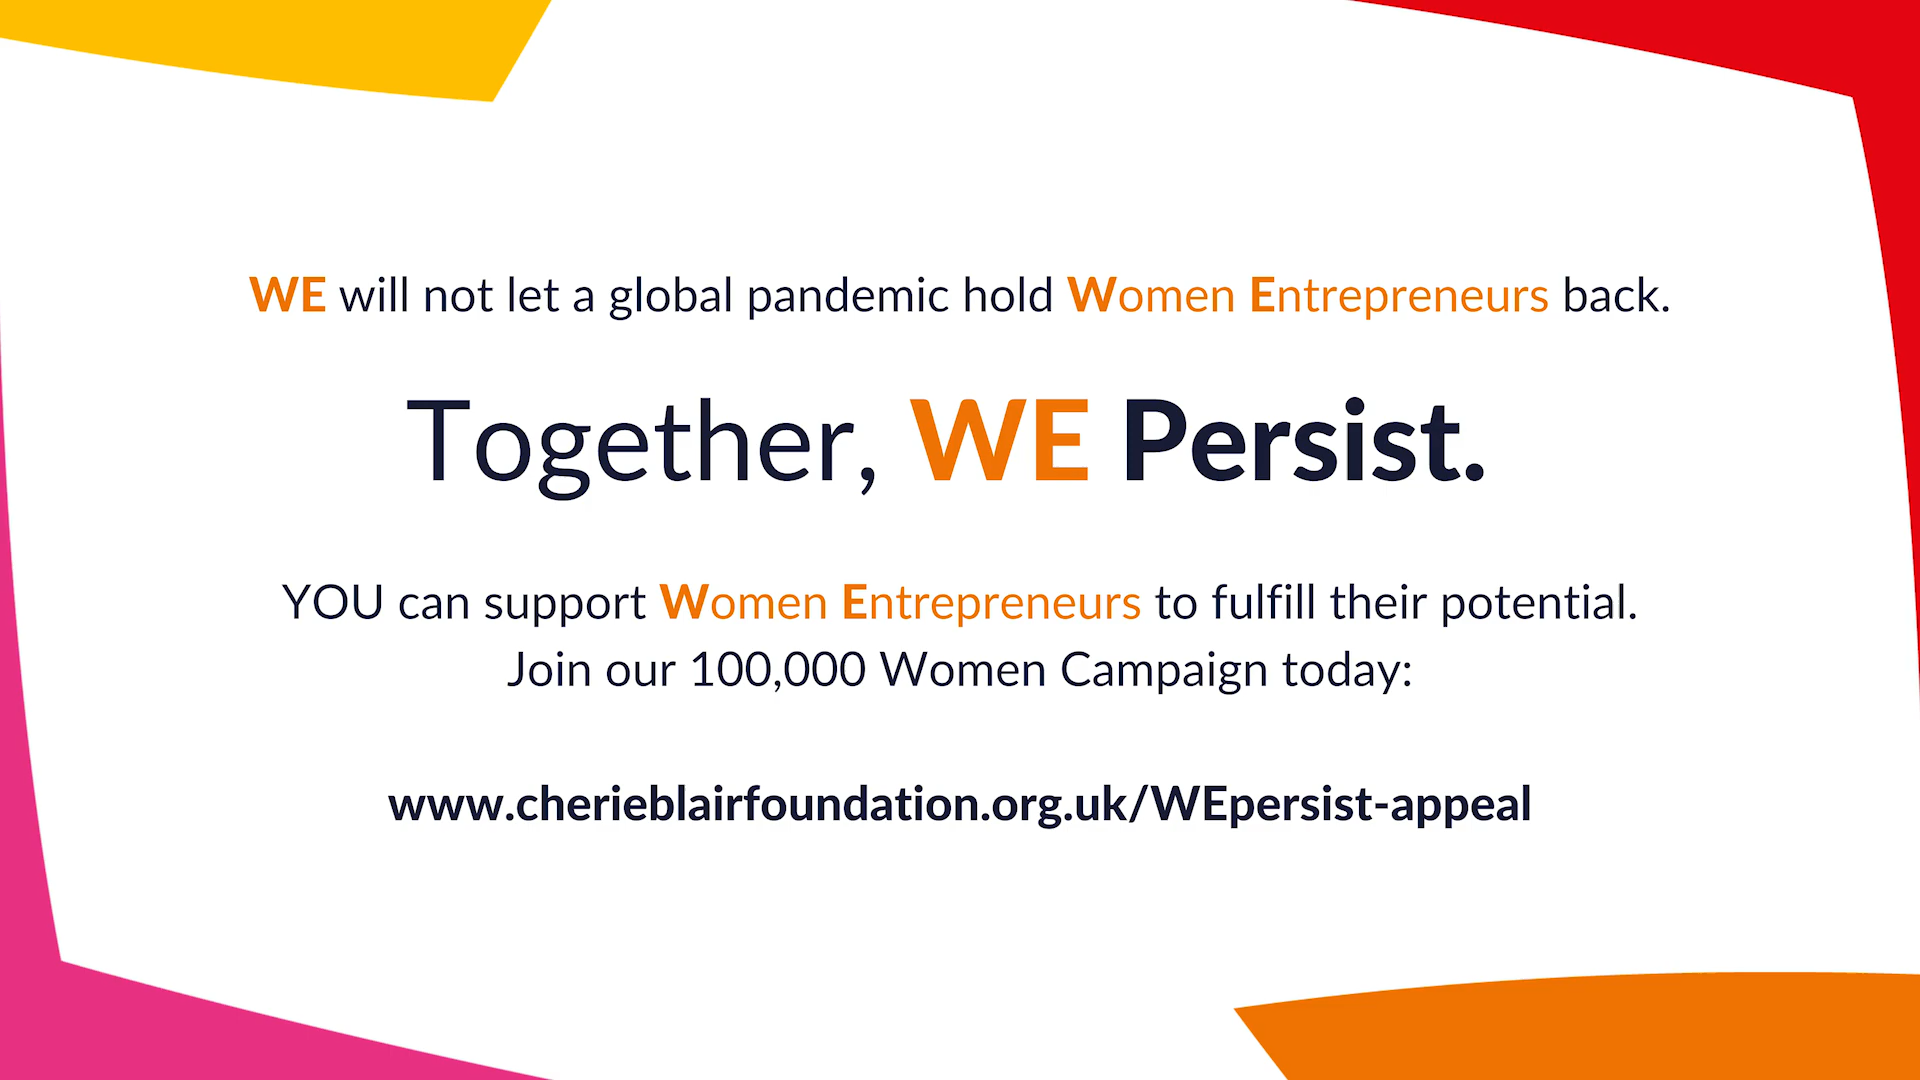 WE will not let a global pandemic hold Women Entrepreneurs back.
Together, WE Persist.
YOU can support Women Entrepreneurs to fulfill their potential.
Join our 100,000 Women Campaign today:
www.cherieblairfoundation.org.uk/WEpersist-appeal